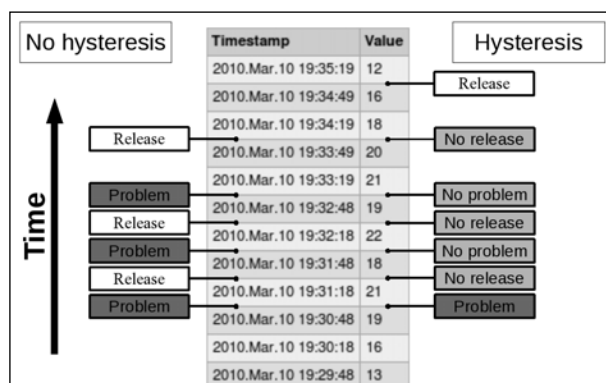 No hysteresis
Hysteresis
Timestamp Value
2010.Mar.10 19:35:19 12
Release
2010.Mar.10 19:34:49 16
2010.Mar.10 19:34:19 18
Release No release
2010.Mar.10 19:33:49 20
2010.Mar.10 19:33:19 21
Problem No problem
2010.Mar.10 19:32:48 19
Release No release
2010.Mar.10 19:32:18 22
Problem No problem
2010.Mar.10 19:31:48 18
Release No release
2010.Mar.10 19:31:18 21
Problem Problem
2010.Mar.10 19:30:48 19
2010.Mar.10 19:30:18 16
2010.Mar.10 19:29:48 13
Time